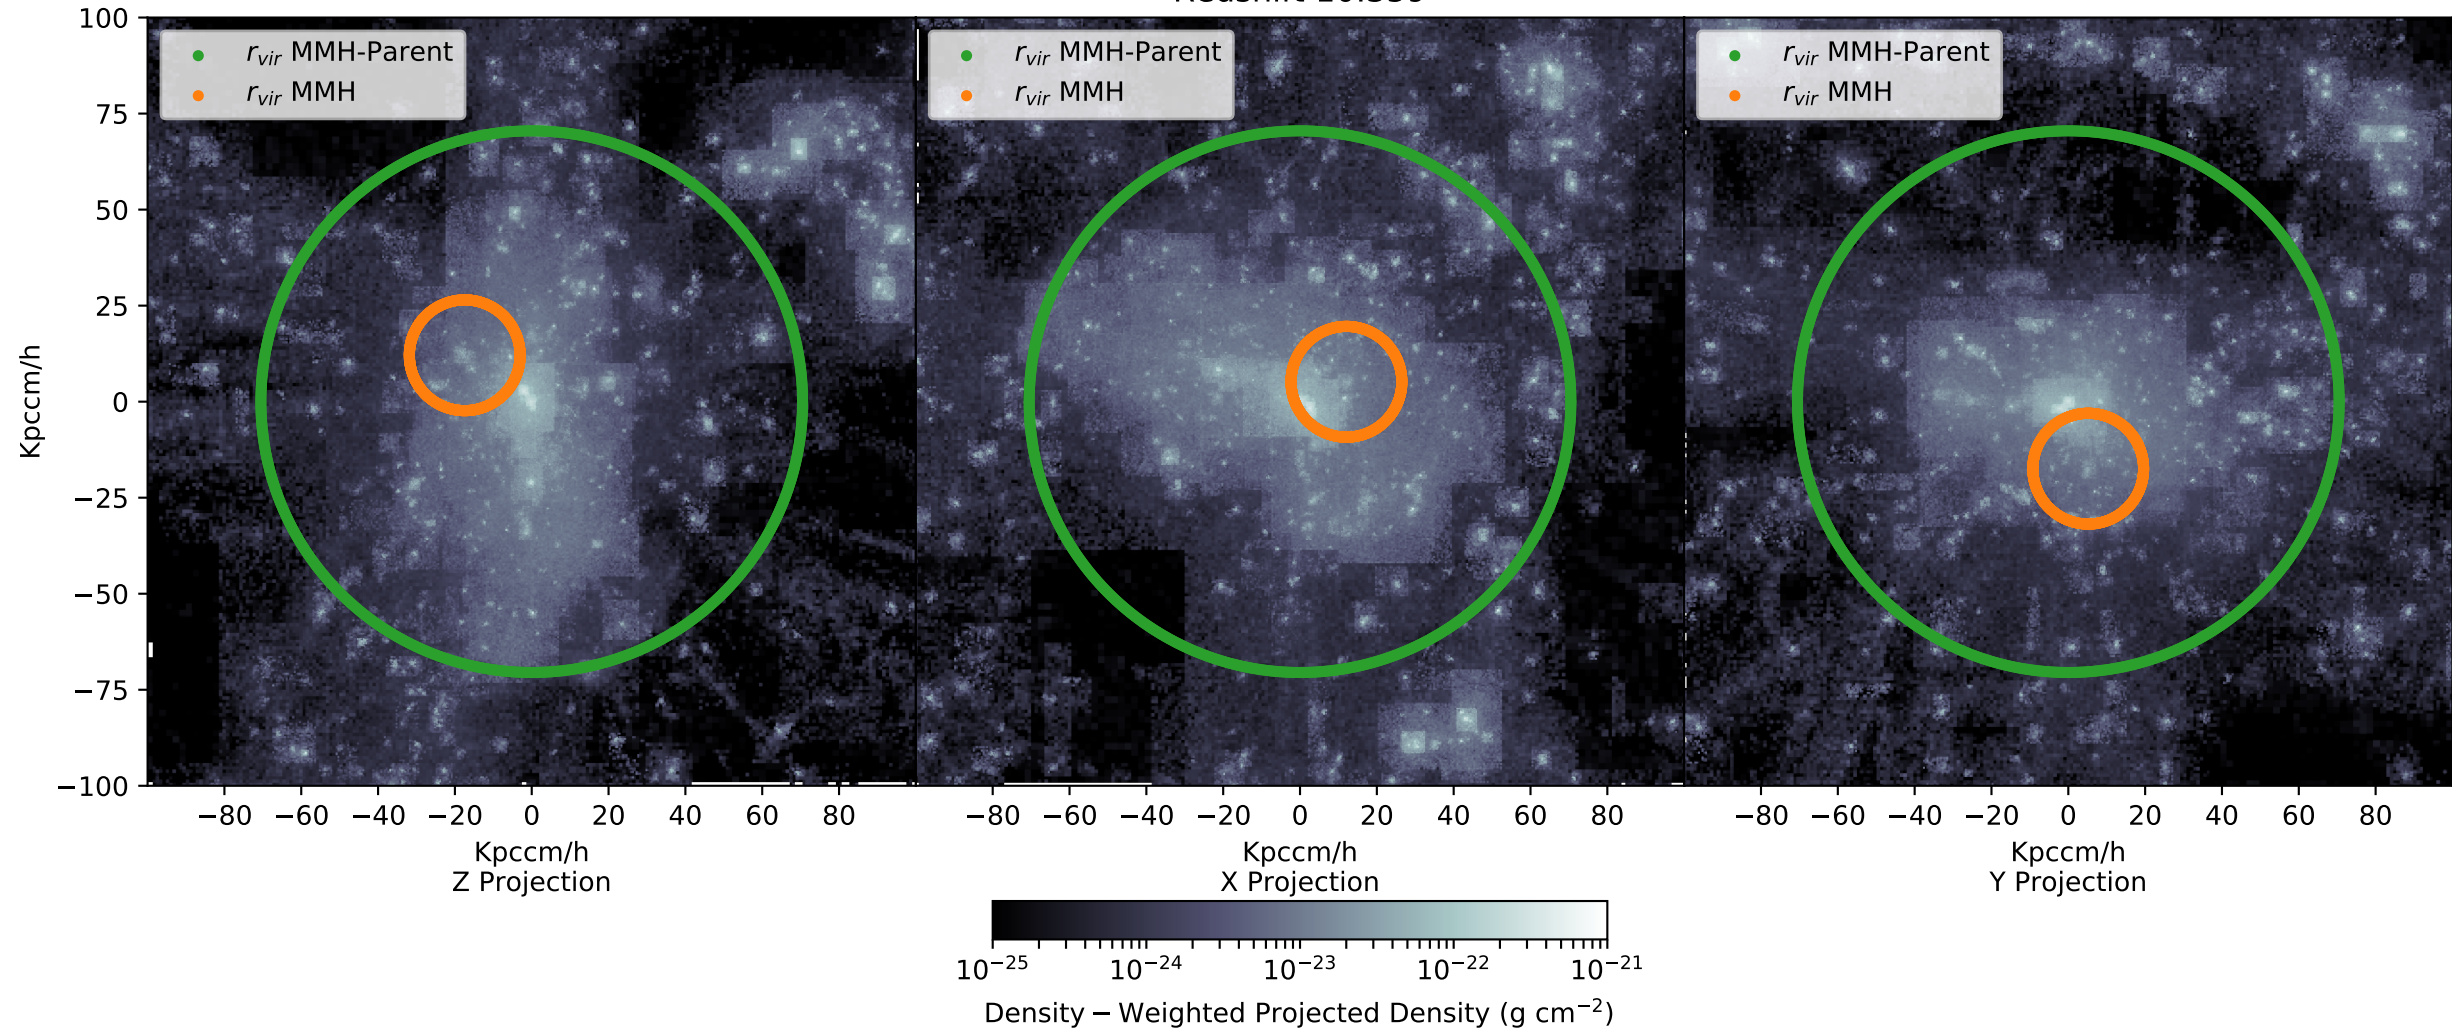 100
75
50
25
0
−25
−50
−75
−100
Kpccm/h
r_vir MMH-Parent
r_vir MMH
r_vir MMH-Parent
r_vir MMH
r_vir MMH-Parent
r_vir MMH
−80 −60 −40 −20 0 20 40 60 80
−80 −60 −40 −20 0 20 40 60 80
−80 −60 −40 −20 0 20 40 60 80
Kpccm/h
Z Projection
Kpccm/h
X Projection
Kpccm/h
Y Projection
10⁻²⁵ 10⁻²⁴ 10⁻²³ 10⁻²² 10⁻²¹
Density − Weighted Projected Density (g cm⁻²)